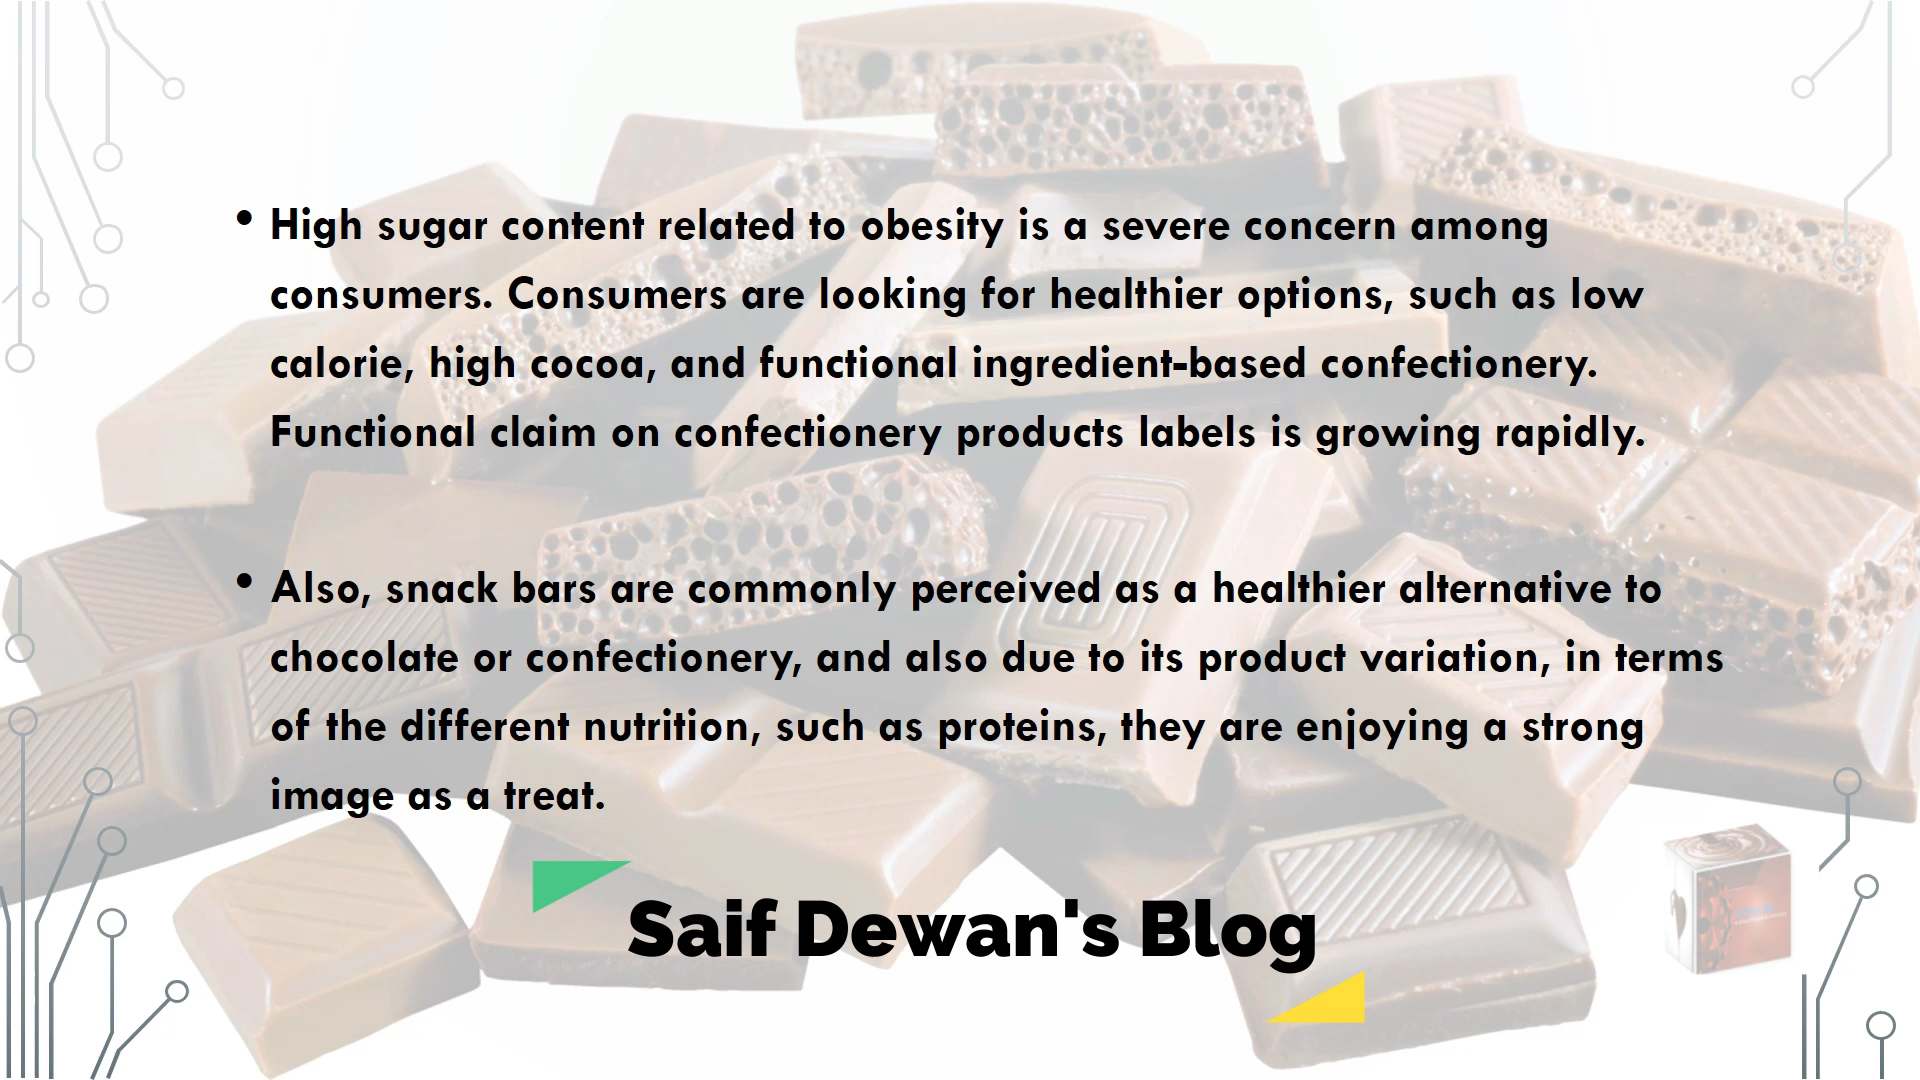 • High sugar content related to obesity is a severe concern among
consumers. Consumers are looking for healthier options, such as low
calorie, high cocoa, and functional ingredient-based confectionery.
Functional claim on confectionery products labels is growing rapidly.
• Also, snack bars are commonly perceived as a healthier alternative to
chocolate or confectionery, and also due to its product variation, in terms
of the different nutrition, such as proteins, they are enjoying a strong
image as a treat.
Saif Dewan's Blog